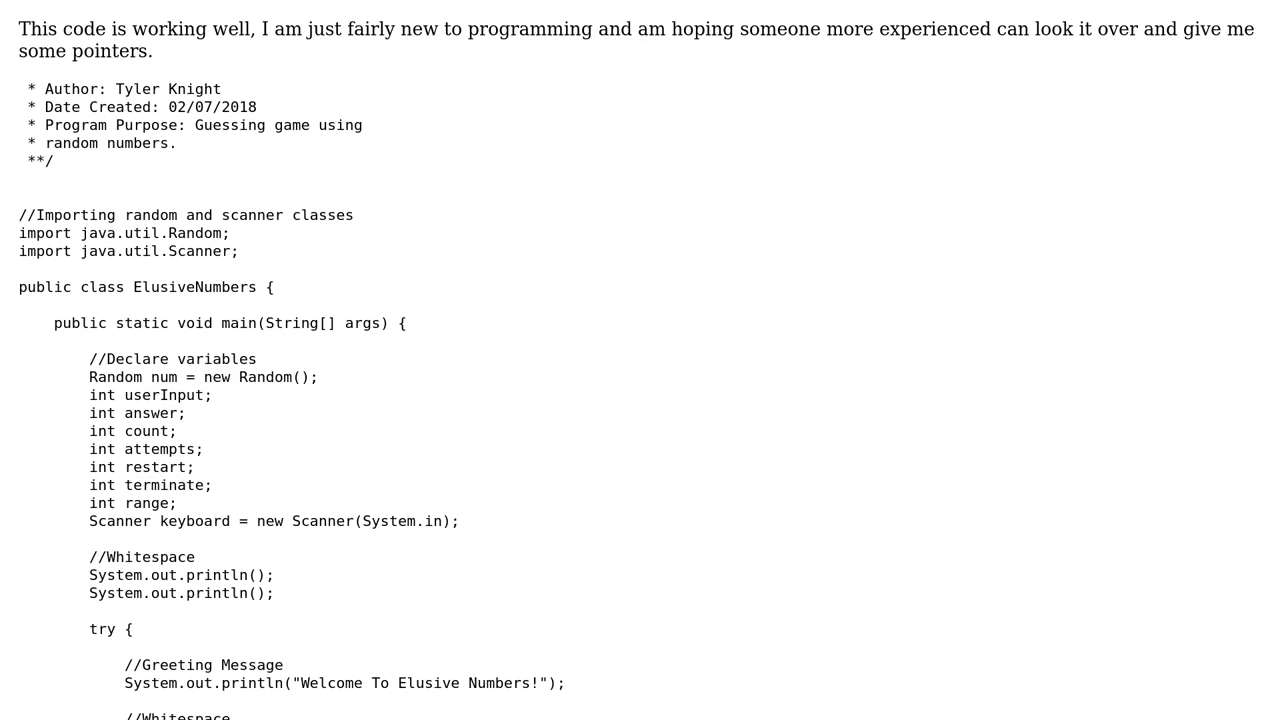 This code is working well, I am just fairly new to programming and am hoping someone more experienced can look it over and give me
some pointers.
 * Author: Tyler Knight
 * Date Created: 02/07/2018
 * Program Purpose: Guessing game using
 * random numbers.
 **/
//Importing random and scanner classes
import java.util.Random;
import java.util.Scanner;
public class ElusiveNumbers {
    public static void main(String[] args) {
        //Declare variables
        Random num = new Random();
        int userInput;
        int answer;
        int count;
        int attempts;
        int restart;
        int terminate;
        int range;
        Scanner keyboard = new Scanner(System.in);
        //Whitespace
        System.out.println();
        System.out.println();
        try {
            //Greeting Message
            System.out.println("Welcome To Elusive Numbers!");
            //Whitespace